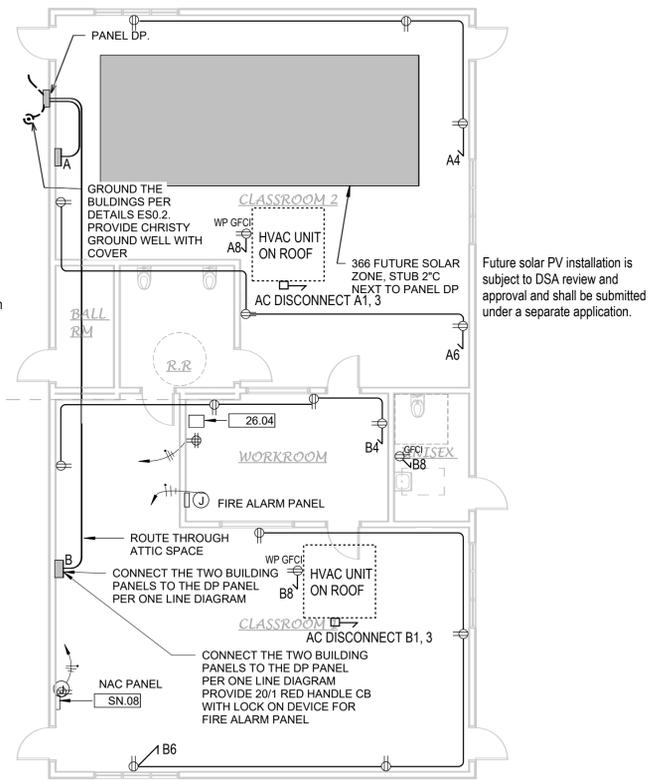 PANEL DP.
A
A4
GROUND THE
BULDINGS PER
DETAILS ES0.2.
PROVIDE CHRISTY
GROUND WELL WITH
COVER
CLASSROOM 2
WP GFCI
A8
HVAC UNIT
ON ROOF
366 FUTURE SOLAR
ZONE, STUB 2"C
NEXT TO PANEL DP
Future solar PV installation is
subject to DSA review and
approval and shall be submitted
under a separate application.
AC DISCONNECT A1, 3
BALL
RM
R.R
A6
26.04
B4
GFCI
UNISEX
B8
WORKROOM
J
FIRE ALARM PANEL
ROUTE THROUGH
ATTIC SPACE
B
CONNECT THE TWO BUILDING
PANELS TO THE DP PANEL
PER ONE LINE DIAGRAM
WP GFCI
B8
HVAC UNIT
ON ROOF
CLASSROOM
AC DISCONNECT B1, 3
CONNECT THE TWO BUILDING
PANELS TO THE DP PANEL
PER ONE LINE DIAGRAM
PROVIDE 20/1 RED HANDLE CB
WITH LOCK ON DEVICE FOR
FIRE ALARM PANEL
NAC PANEL
SN.08
B6